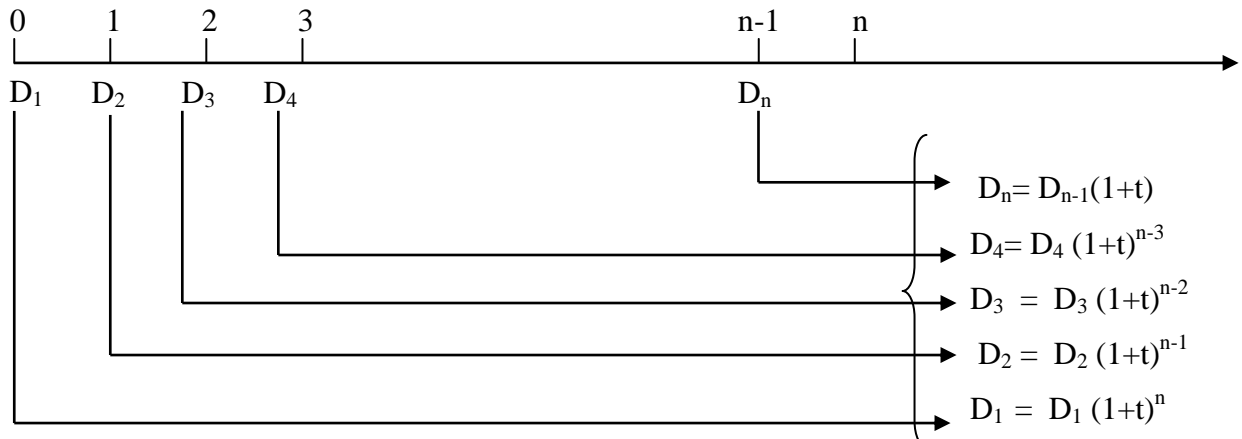 0 1 2 3 n-1 n
D₁ D₂ D₃ D₄ Dₙ
Dₙ= Dₙ₋₁(1+t)
D₄= D₄ (1+t)ⁿ⁻³
D₃ = D₃ (1+t)ⁿ⁻²
D₂ = D₂ (1+t)ⁿ⁻¹
D₁ = D₁ (1+t)ⁿ